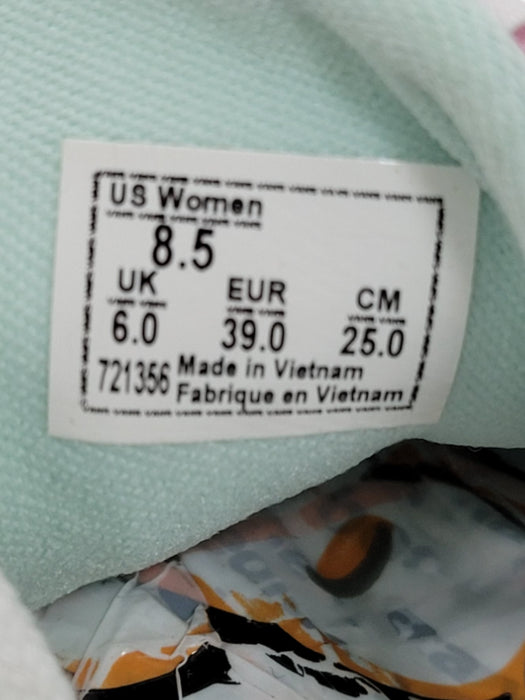 US Women
8.5
UK EUR CM
6.0 39.0 25.0
721356 Made in Vietnam
Fabrique en Vietnam